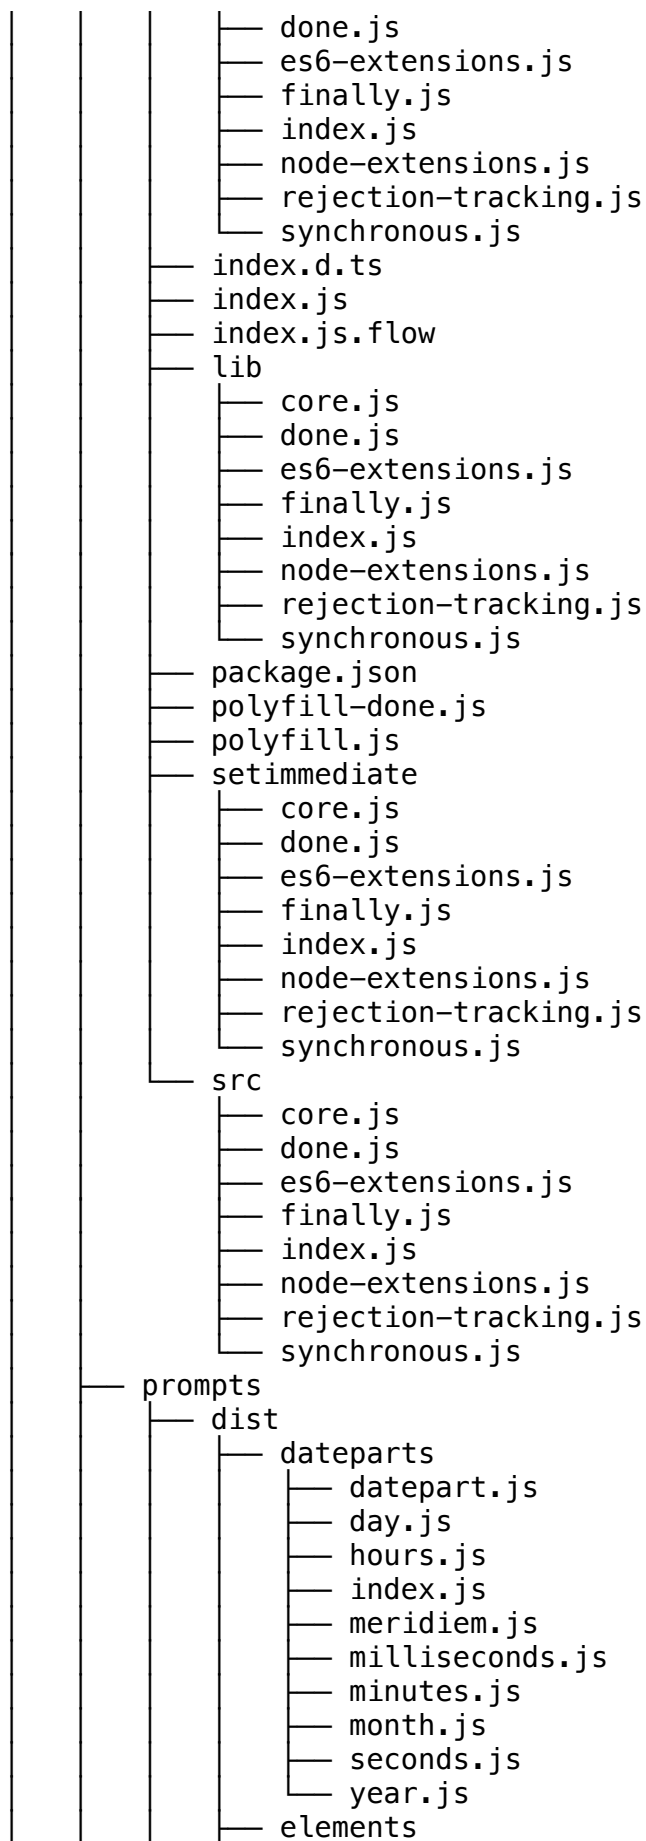 │   │   │   ├── done.js
│   │   │   ├── es6-extensions.js
│   │   │   ├── finally.js
│   │   │   ├── index.js
│   │   │   ├── node-extensions.js
│   │   │   ├── rejection-tracking.js
│   │   │   └── synchronous.js
│   │   ├── index.d.ts
│   │   ├── index.js
│   │   ├── index.js.flow
│   │   ├── lib
│   │   │   ├── core.js
│   │   │   ├── done.js
│   │   │   ├── es6-extensions.js
│   │   │   ├── finally.js
│   │   │   ├── index.js
│   │   │   ├── node-extensions.js
│   │   │   ├── rejection-tracking.js
│   │   │   └── synchronous.js
│   │   ├── package.json
│   │   ├── polyfill-done.js
│   │   ├── polyfill.js
│   │   ├── setimmediate
│   │   │   ├── core.js
│   │   │   ├── done.js
│   │   │   ├── es6-extensions.js
│   │   │   ├── finally.js
│   │   │   ├── index.js
│   │   │   ├── node-extensions.js
│   │   │   ├── rejection-tracking.js
│   │   │   └── synchronous.js
│   │   └── src
│   │       ├── core.js
│   │       ├── done.js
│   │       ├── es6-extensions.js
│   │       ├── finally.js
│   │       ├── index.js
│   │       ├── node-extensions.js
│   │       ├── rejection-tracking.js
│   │       └── synchronous.js
│   ├── prompts
│   │   ├── dist
│   │   │   ├── dateparts
│   │   │   │   ├── datepart.js
│   │   │   │   ├── day.js
│   │   │   │   ├── hours.js
│   │   │   │   ├── index.js
│   │   │   │   ├── meridiem.js
│   │   │   │   ├── milliseconds.js
│   │   │   │   ├── minutes.js
│   │   │   │   ├── month.js
│   │   │   │   ├── seconds.js
│   │   │   │   └── year.js
│   │   │   ├── elements